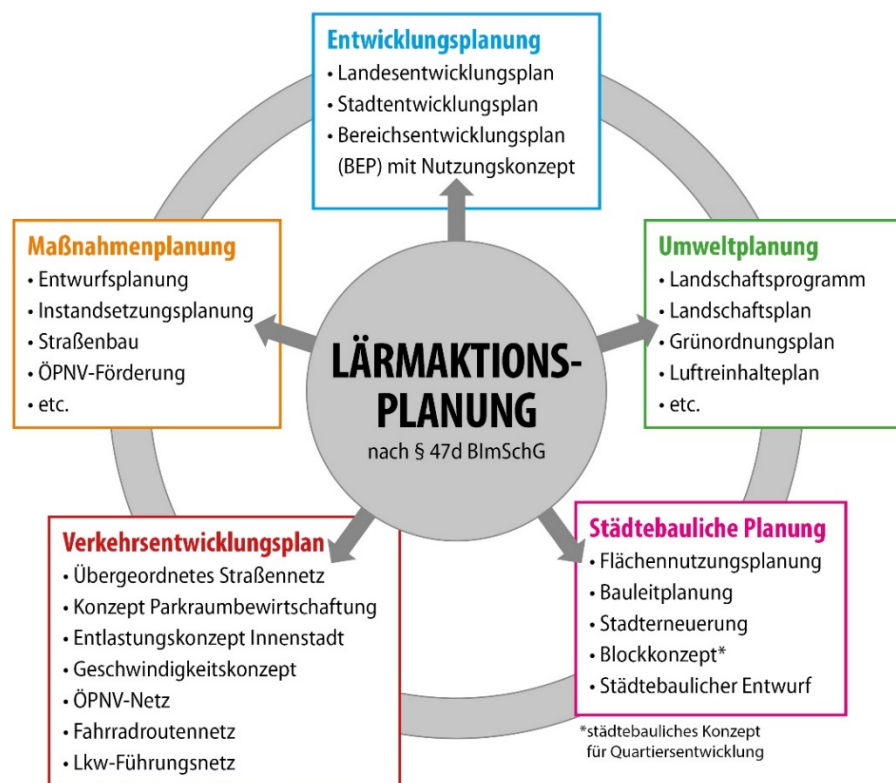 Entwicklungsplanung
• Landesentwicklungsplan
• Stadtentwicklungsplan
• Bereichsentwicklungsplan
(BEP) mit Nutzungskonzept
Maßnahmenplanung
• Entwurfsplanung
• Instandsetzungsplanung
• Straßenbau
• ÖPNV-Förderung
• etc.
Umweltplanung
• Landschaftsprogramm
• Landschaftsplan
• Grünordnungsplan
• Luftreinhalteplan
• etc.
LÄRMAKTIONS-
PLANUNG
nach § 47d BImSchG
Verkehrsentwicklungsplan
• Übergeordnetes Straßennetz
• Konzept Parkraumbewirtschaftung
• Entlastungskonzept Innenstadt
• Geschwindigkeitskonzept
• ÖPNV-Netz
• Fahrradroutennetz
• Lkw-Führungsnetz
Städtebauliche Planung
• Flächennutzungsplanung
• Bauleitplanung
• Stadterneuerung
• Blockkonzept*
• Städtebaulicher Entwurf
*städtebauliches Konzept
für Quartiersentwicklung